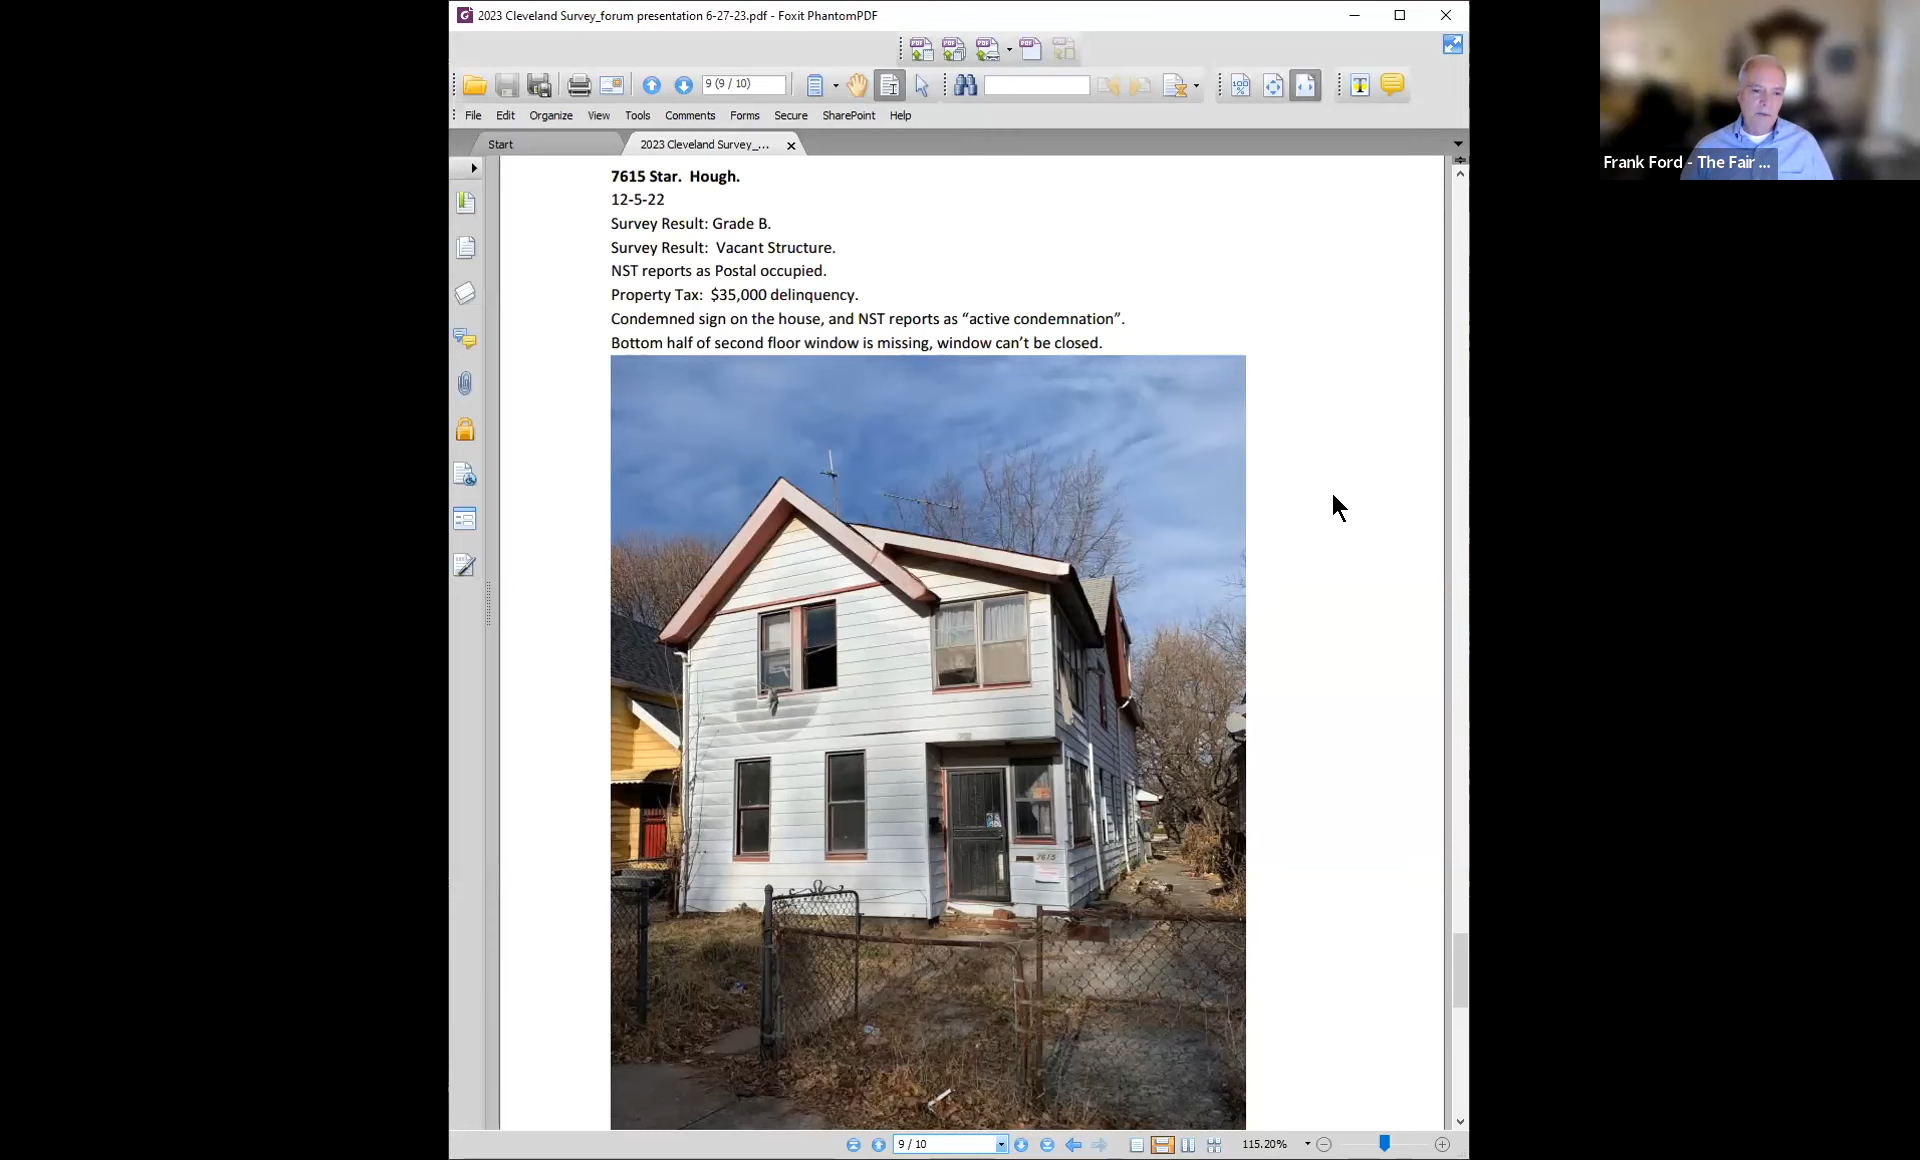 2023 Cleveland Survey_forum presentation 6-27-23.pdf - Foxit PhantomPDF
9 (9 / 10)
File Edit Organize View Tools Comments Forms Secure SharePoint Help
Start
2023 Cleveland Survey_...
Frank Ford - The Fair ...
7615 Star.  Hough.
12-5-22
Survey Result: Grade B.
Survey Result:  Vacant Structure.
NST reports as Postal occupied.
Property Tax:  $35,000 delinquency.
Condemned sign on the house, and NST reports as “active condemnation”.
Bottom half of second floor window is missing, window can’t be closed.
7615
9 / 10
115.20%